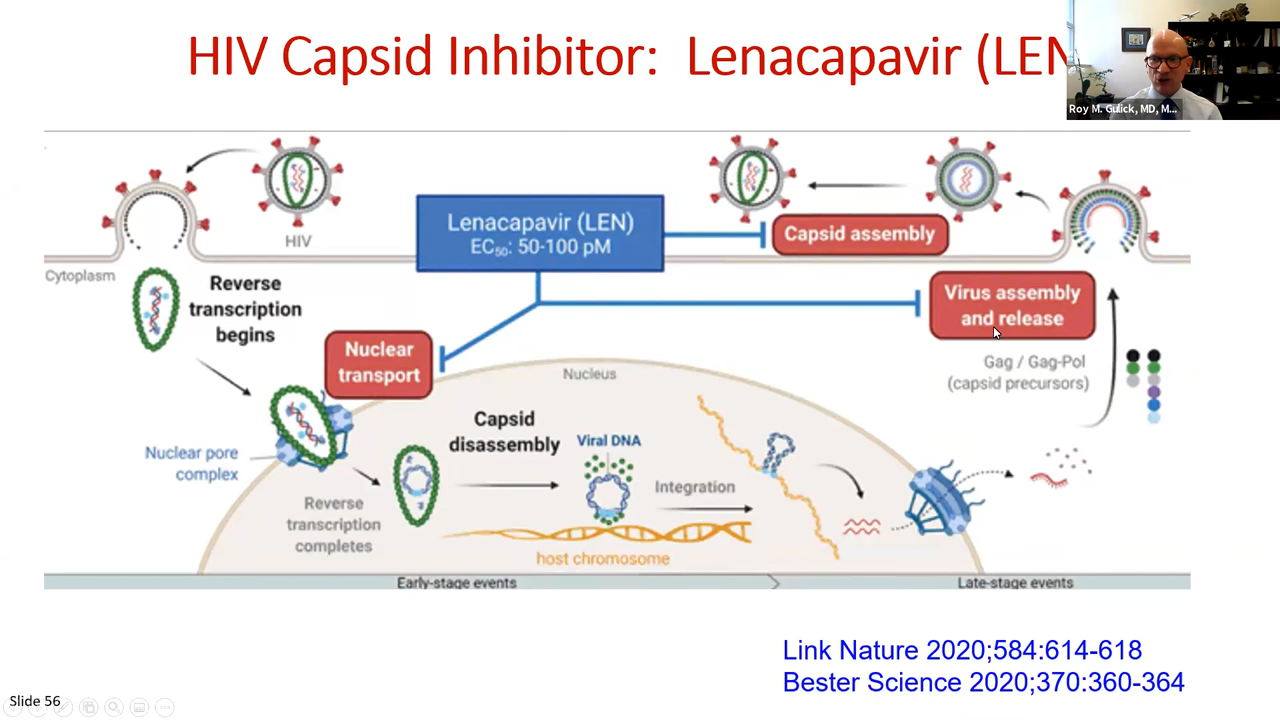 HIV Capsid Inhibitor: Lenacapavir (LEN
Roy M. Gulick, MD, M...
HIV
Lenacapavir (LEN)
EC₅₀: 50-100 pM
Capsid assembly
Cytoplasm
Reverse
transcription
begins
Virus assembly
and release
Nuclear
transport
Gag / Gag-Pol
(capsid precursors)
Nucleus
Capsid
disassembly
Viral DNA
Nuclear pore
complex
Integration
Reverse
transcription
completes
host chromosome
Early-stage events
Late-stage events
Link Nature 2020;584:614-618
Bester Science 2020;370:360-364
Slide 56